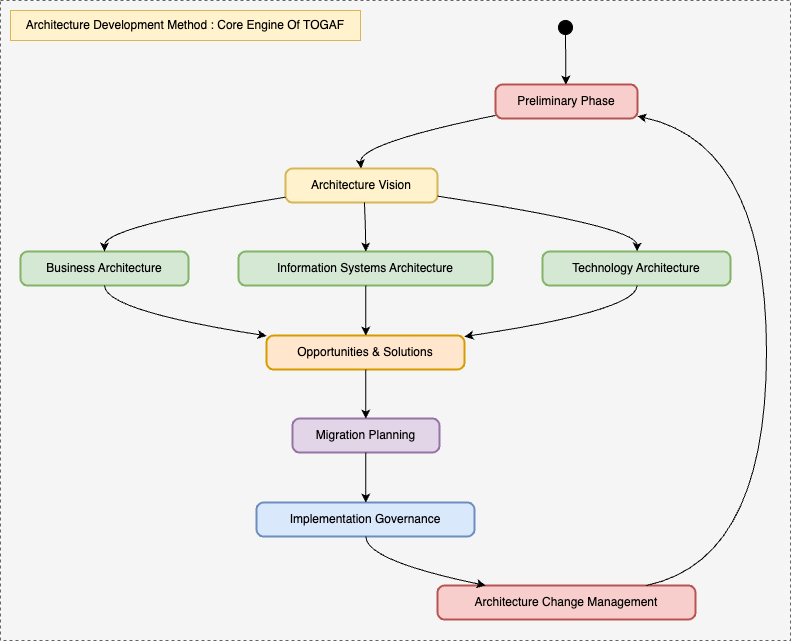 Architecture Development Method : Core Engine Of TOGAF
Preliminary Phase
Architecture Vision
Business Architecture
Information Systems Architecture
Technology Architecture
Opportunities & Solutions
Migration Planning
Implementation Governance
Architecture Change Management